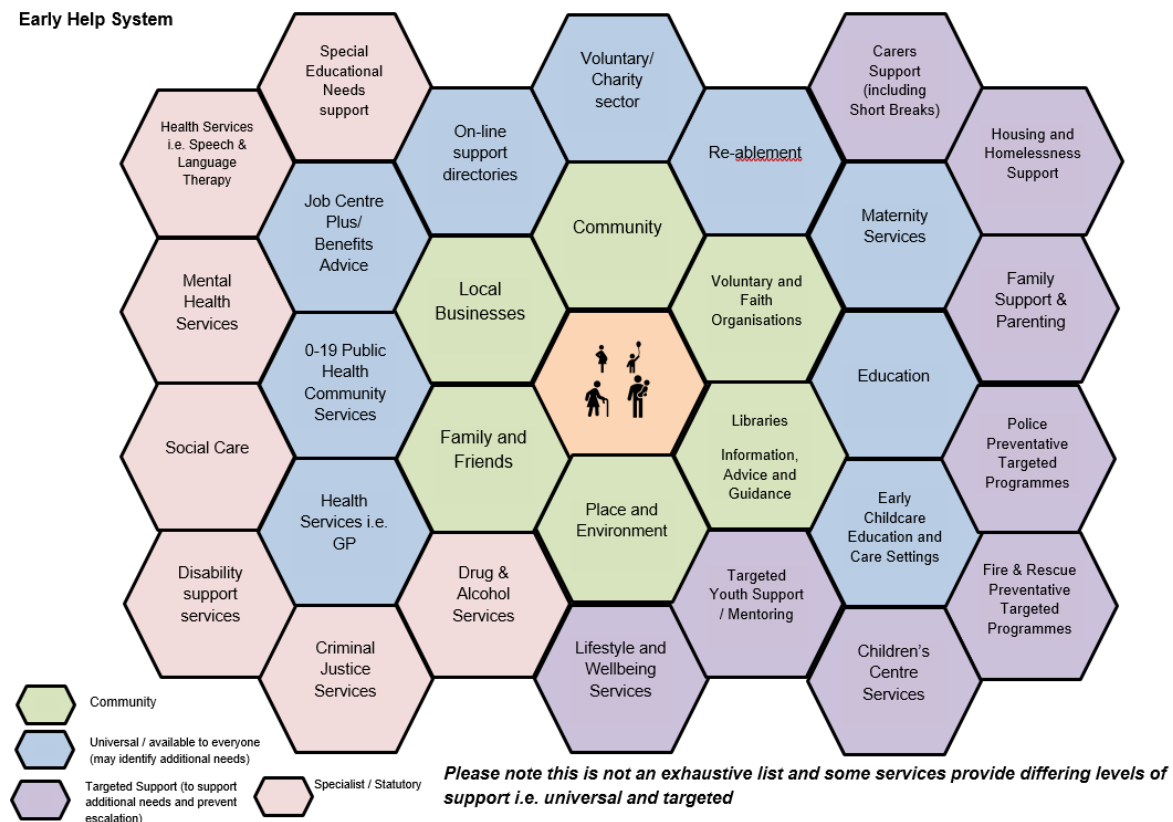 Early Help System
Special
Educational
Needs
support
Voluntary/
Charity
sector
Carers
Support
(including
Short Breaks)
Health Services
i.e. Speech &
Language
Therapy
On-line
support
directories
Re-ablement
Housing and
Homelessness
Support
Job Centre
Plus/
Benefits
Advice
Community
Maternity
Services
Mental
Health
Services
Local
Businesses
Voluntary and
Faith
Organisations
Family
Support &
Parenting
0-19 Public
Health
Community
Services
Education
Social Care
Family and
Friends
Libraries
Information,
Advice and
Guidance
Police
Preventative
Targeted
Programmes
Health
Services i.e.
GP
Place and
Environment
Early
Childcare
Education and
Care Settings
Disability
support
services
Drug &
Alcohol
Services
Targeted
Youth Support
/ Mentoring
Fire & Rescue
Preventative
Targeted
Programmes
Criminal
Justice
Services
Lifestyle and
Wellbeing
Services
Children’s
Centre
Services
Community
Universal / available to everyone
(may identify additional needs)
Targeted Support (to support
additional needs and prevent
escalation)
Specialist / Statutory
Please note this is not an exhaustive list and some services provide differing levels of
support i.e. universal and targeted